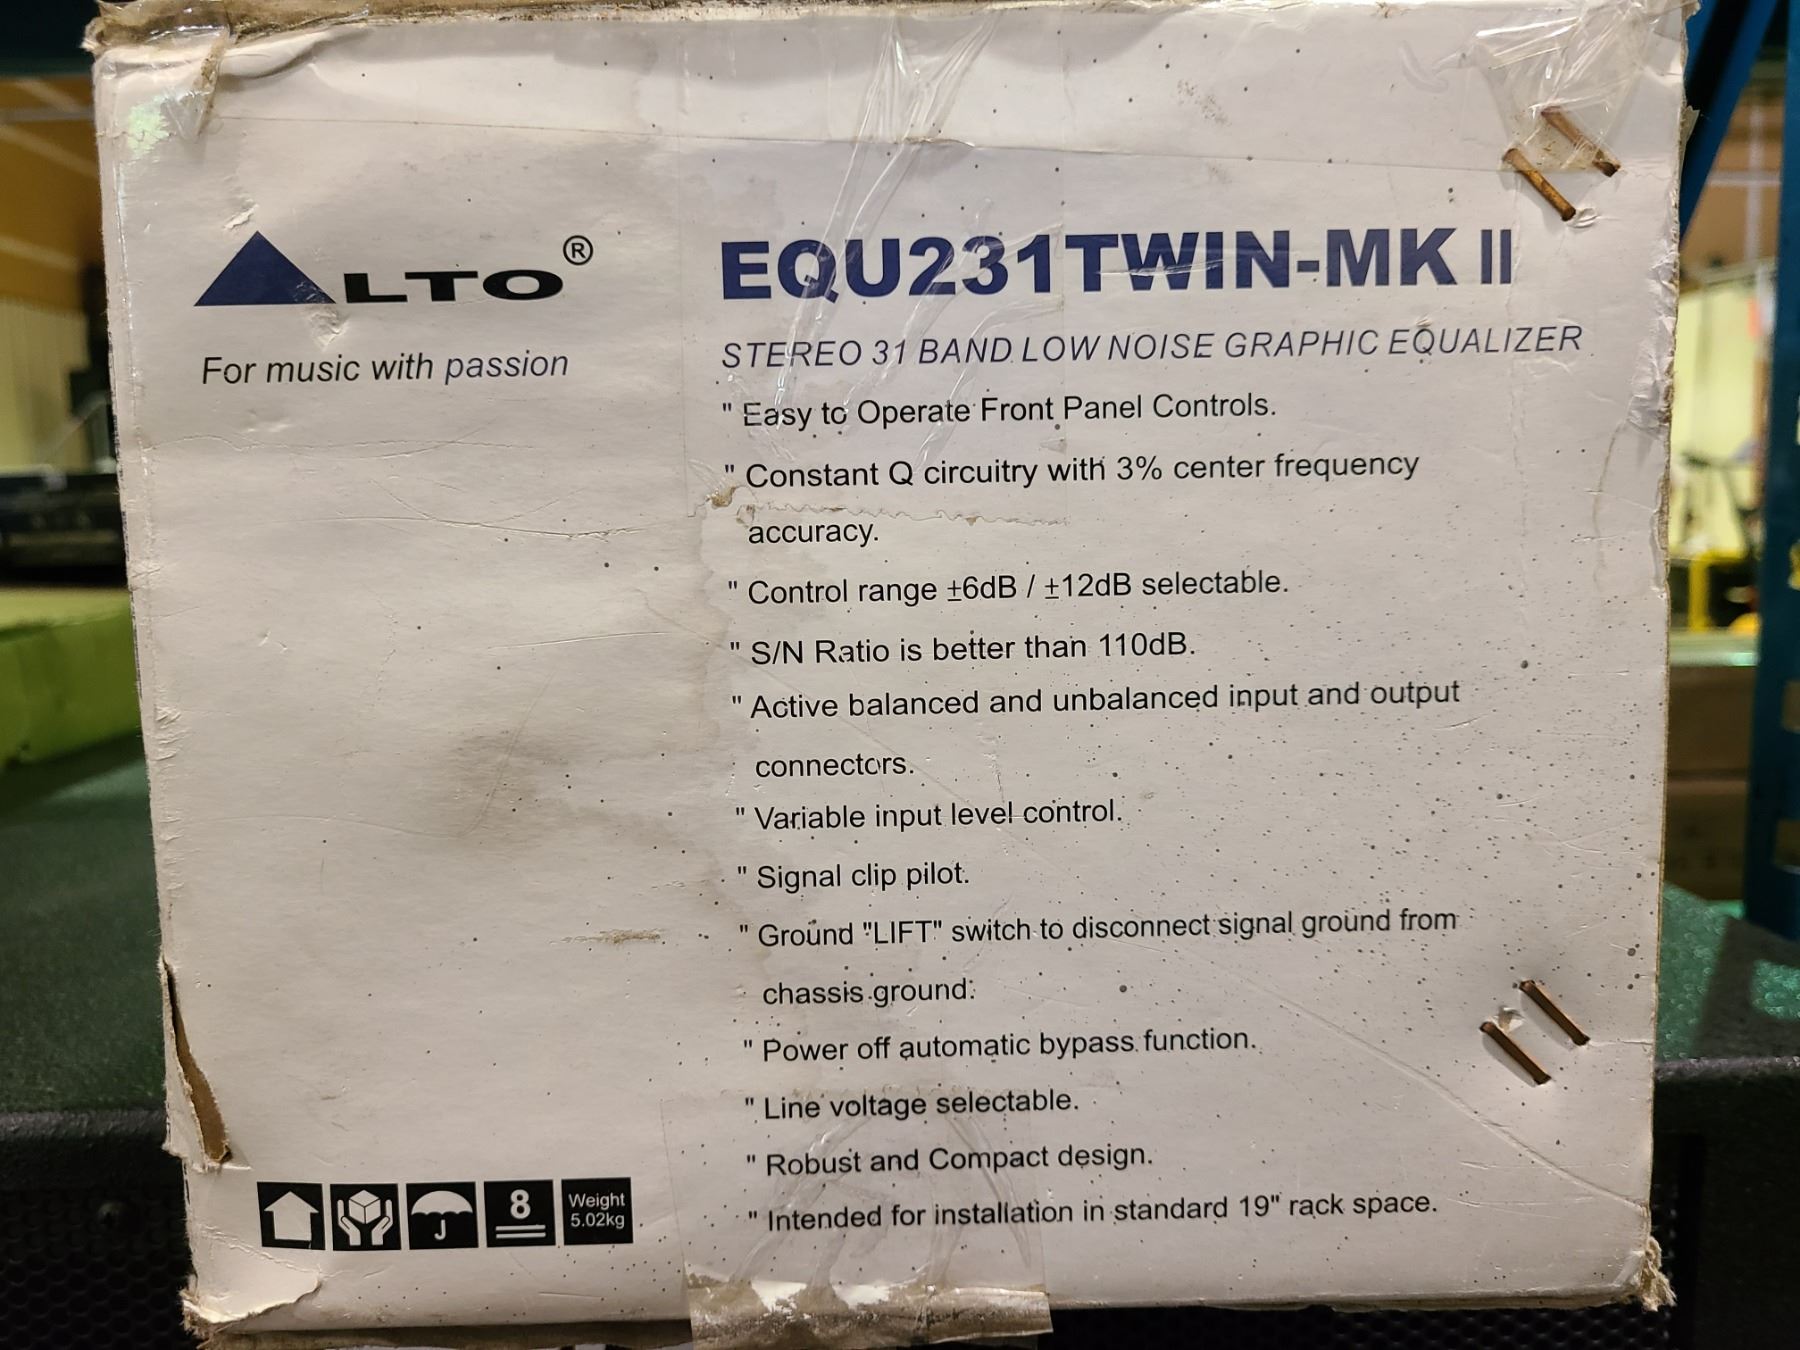 ALTO®
For music with passion
EQU231TWIN-MK II
STEREO 31 BAND LOW NOISE GRAPHIC EQUALIZER
" Easy to Operate Front Panel Controls.
" Constant Q circuitry with 3% center frequency
accuracy.
" Control range ±6dB / ±12dB selectable.
" S/N Ratio is better than 110dB.
" Active balanced and unbalanced input and output
connectors.
" Variable input level control.
" Signal clip pilot.
" Ground "LIFT" switch to disconnect signal ground from
chassis ground.
" Power off automatic bypass function.
" Line voltage selectable.
" Robust and Compact design.
" Intended for installation in standard 19" rack space.
8
Weight
5.02kg